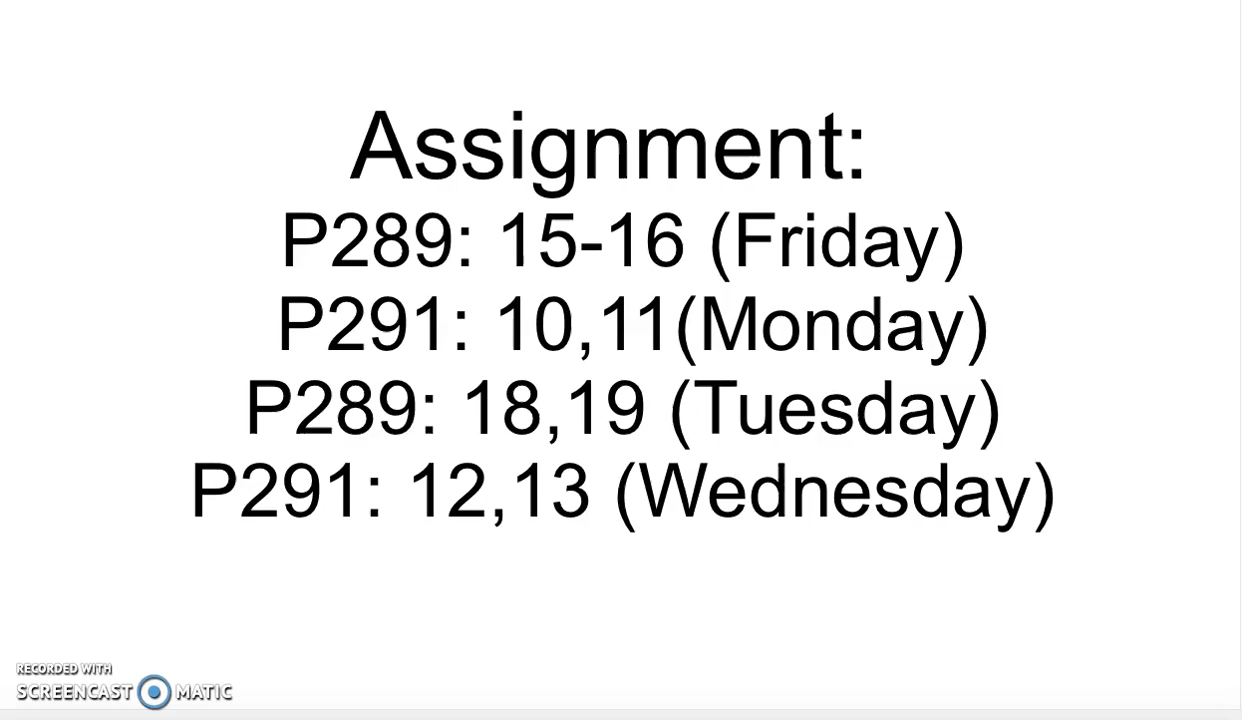 Assignment:
P289: 15-16 (Friday)
P291: 10,11(Monday)
P289: 18,19 (Tuesday)
P291: 12,13 (Wednesday)
RECORDED WITH
SCREENCAST MATIC